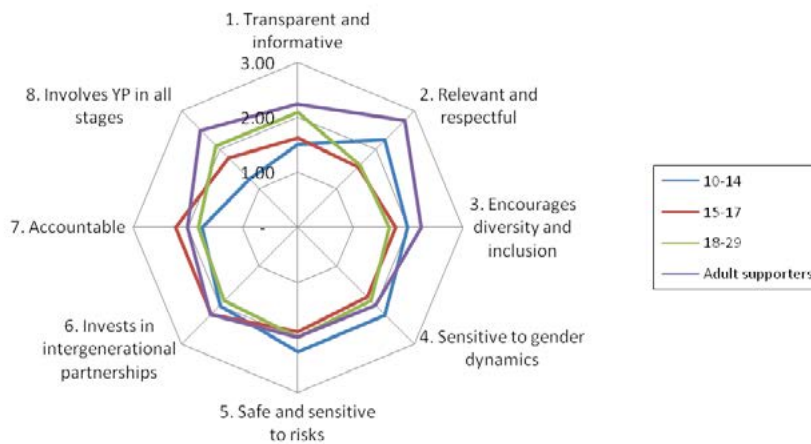 1. Transparent and
informative
3.00
8. Involves YP in all
stages
2. Relevant and
respectful
2.00
1.00
7. Accountable
-
3. Encourages
diversity and
inclusion
6. Invests in
intergenerational
partnerships
4. Sensitive to gender
dynamics
5. Safe and sensitive
to risks
10-14
15-17
18-29
Adult supporters